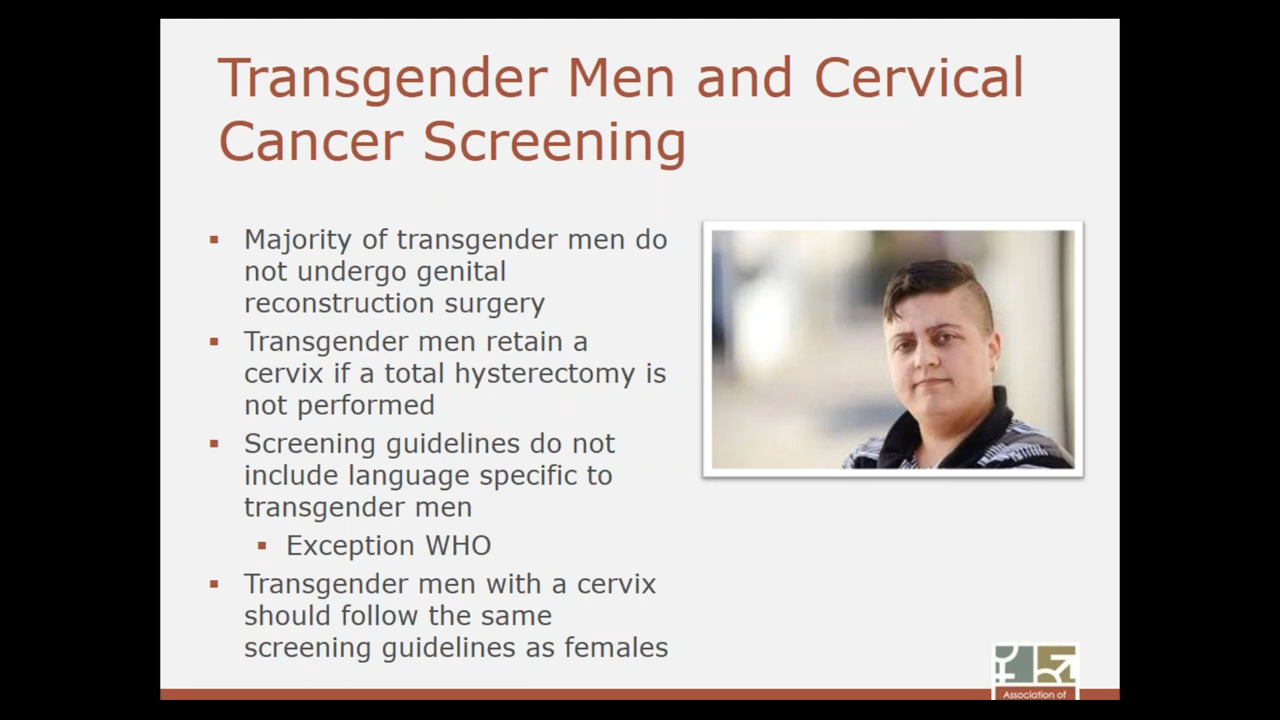 Transgender Men and Cervical
Cancer Screening
▪ Majority of transgender men do
not undergo genital
reconstruction surgery
▪ Transgender men retain a
cervix if a total hysterectomy is
not performed
▪ Screening guidelines do not
include language specific to
transgender men
▪ Exception WHO
▪ Transgender men with a cervix
should follow the same
screening guidelines as females
Association of